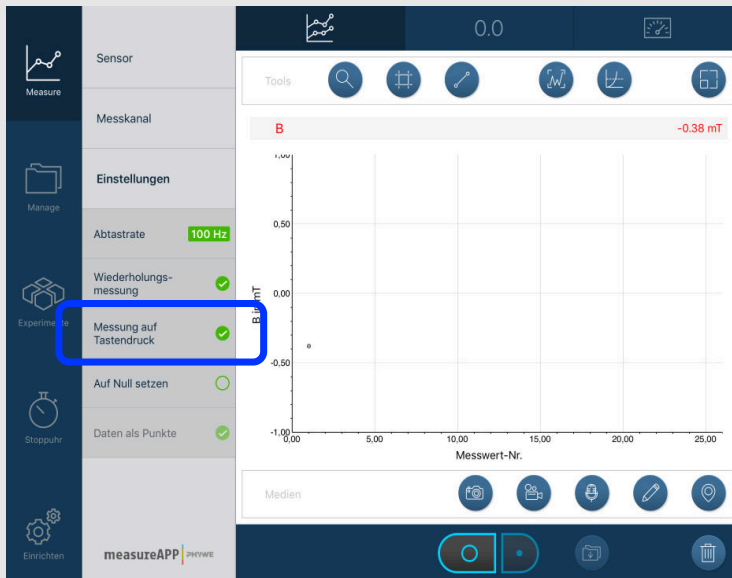 Measure
Manage
Experimente
Stoppuhr
Einrichten
Sensor
Messkanal
Einstellungen
Abtastrate 100 Hz
Wiederholungs-
messung
Messung auf
Tastendruck
Auf Null setzen
Daten als Punkte
measureAPP PHYWE
0.0
Tools
B -0.38 mT
B in mT
1,00
0,50
0,00
-0,50
-1,00
0,00 5,00 10,00 15,00 20,00 25,00
Messwert-Nr.
Medien